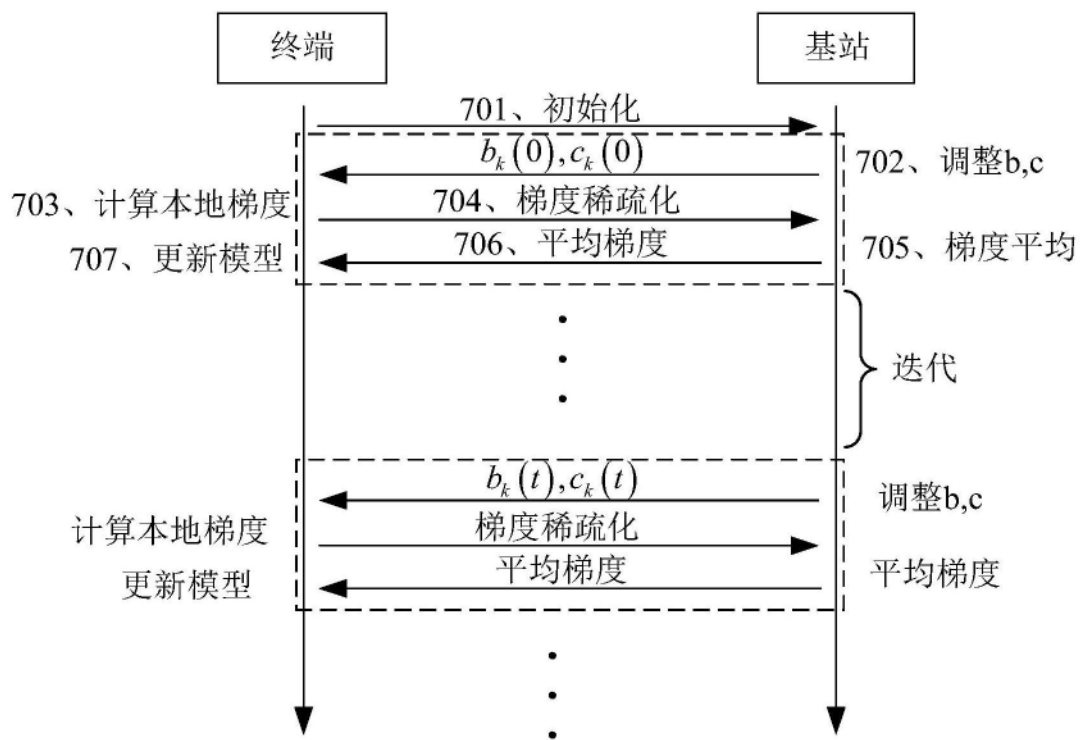 终端
基站
701、初始化
b_k(0),c_k(0)
702、调整b,c
703、计算本地梯度
704、梯度稀疏化
706、平均梯度
705、梯度平均
707、更新模型
迭代
b_k(t),c_k(t)
调整b,c
计算本地梯度
梯度稀疏化
平均梯度
平均梯度
更新模型